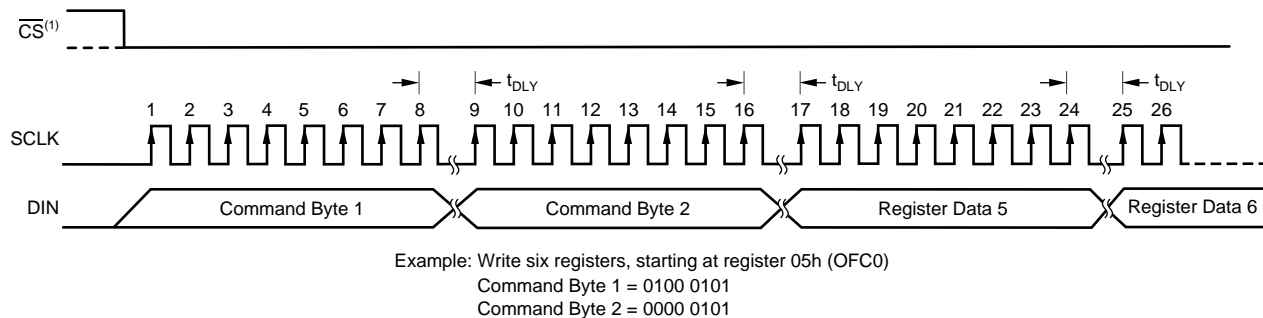 CS(1)
tDLY tDLY tDLY
1 2 3 4 5 6 7 8 9 10 11 12 13 14 15 16 17 18 19 20 21 22 23 24 25 26
SCLK
DIN Command Byte 1 Command Byte 2 Register Data 5 Register Data 6
Example: Write six registers, starting at register 05h (OFC0)
Command Byte 1 = 0100 0101
Command Byte 2 = 0000 0101